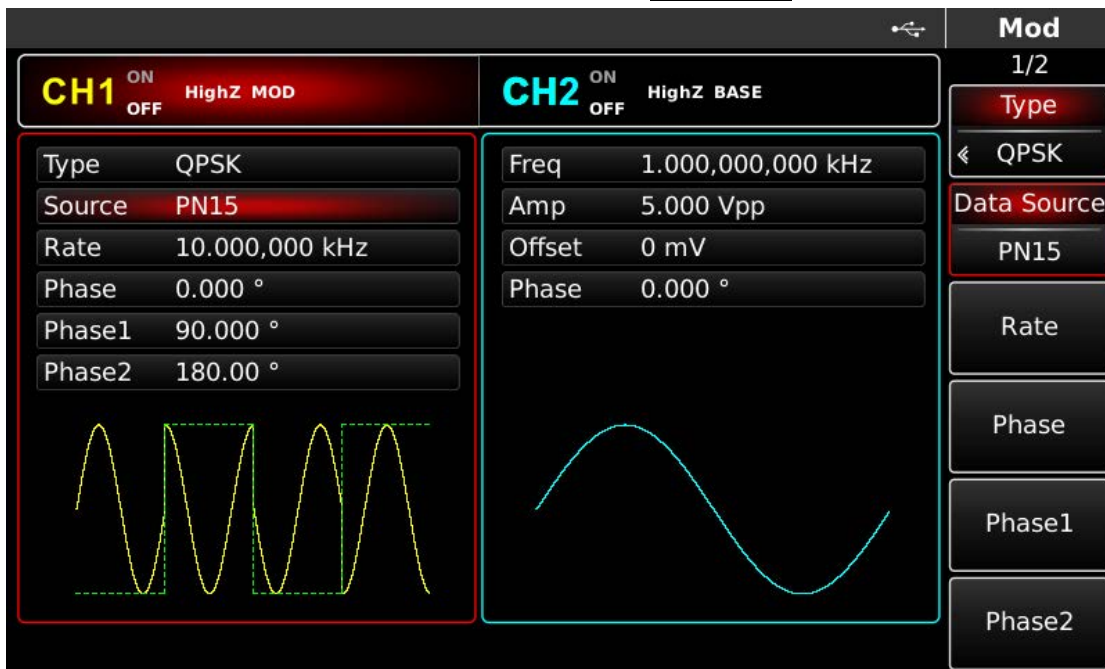 Mod
1/2
CH1 ON OFF HighZ MOD
CH2 ON OFF HighZ BASE
Type QPSK
Source PN15
Rate 10.000,000 kHz
Phase 0.000 °
Phase1 90.000 °
Phase2 180.00 °
Freq 1.000,000,000 kHz
Amp 5.000 Vpp
Offset 0 mV
Phase 0.000 °
Type
QPSK
Data Source
PN15
Rate
Phase
Phase1
Phase2